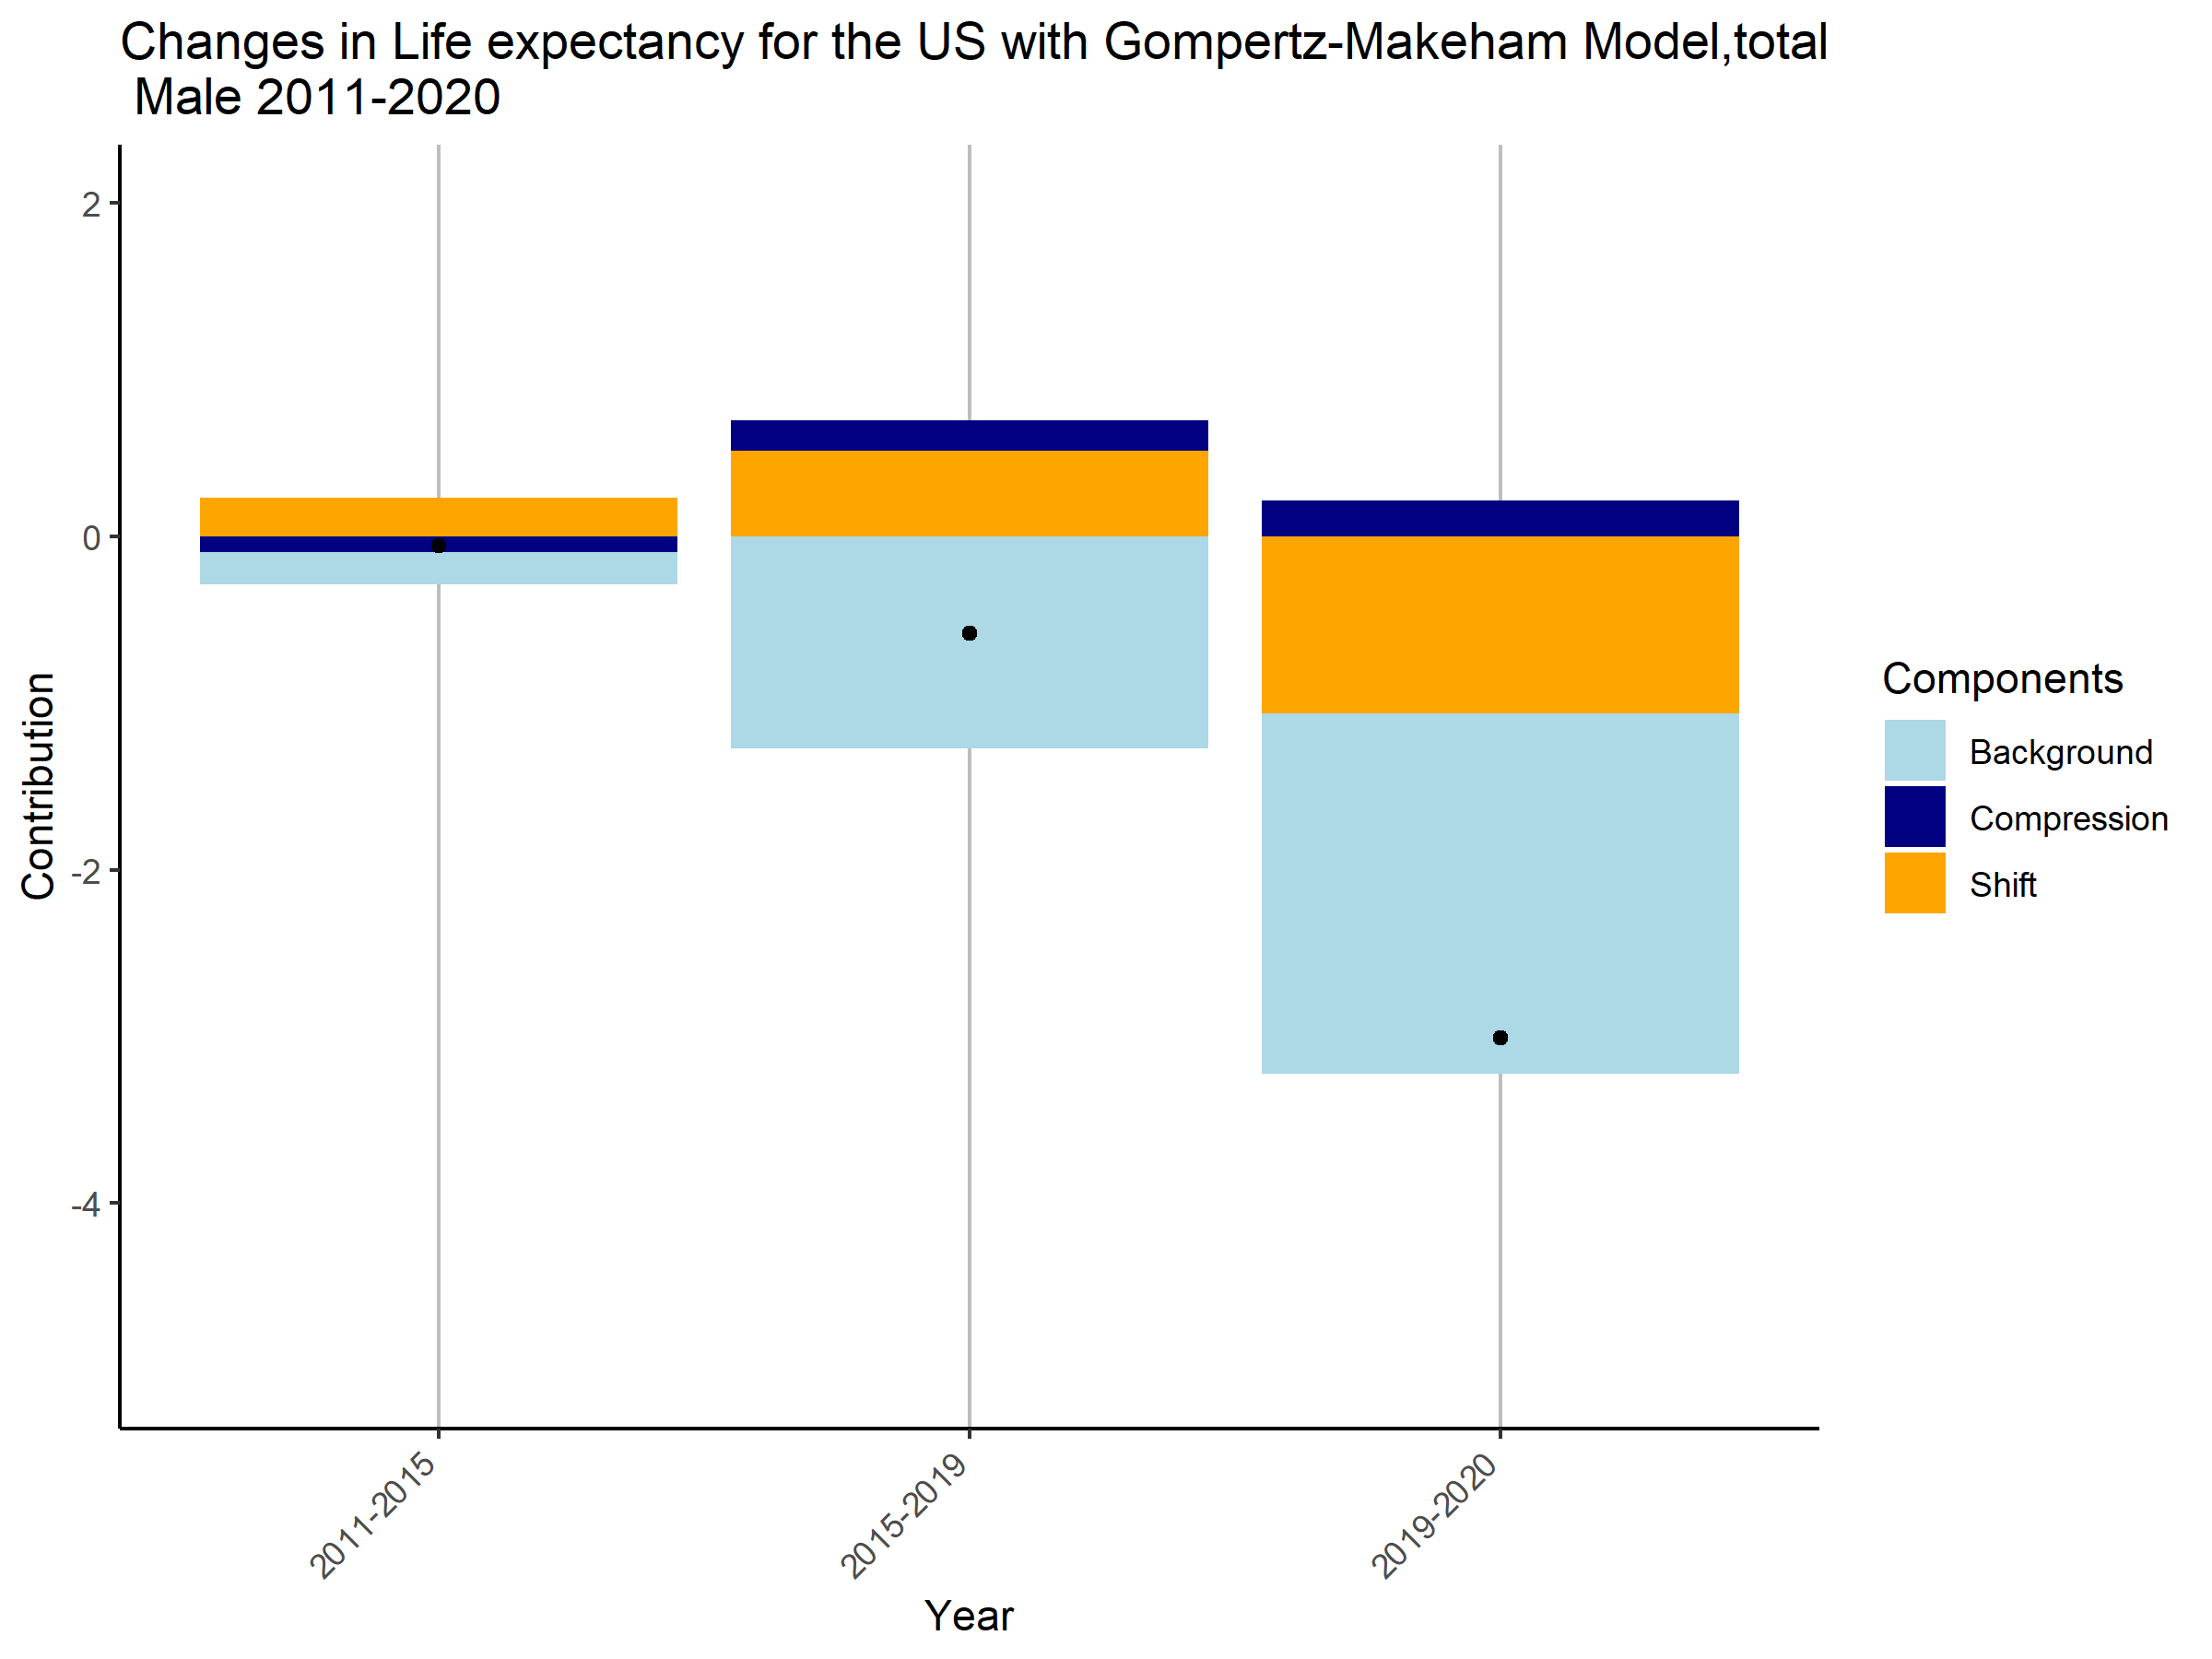 Changes in Life expectancy for the US with Gompertz-Makeham Model,total
Male 2011-2020
Contribution
2
0
-2
-4
2011-2015
2015-2019
2019-2020
Year
Components
Background
Compression
Shift